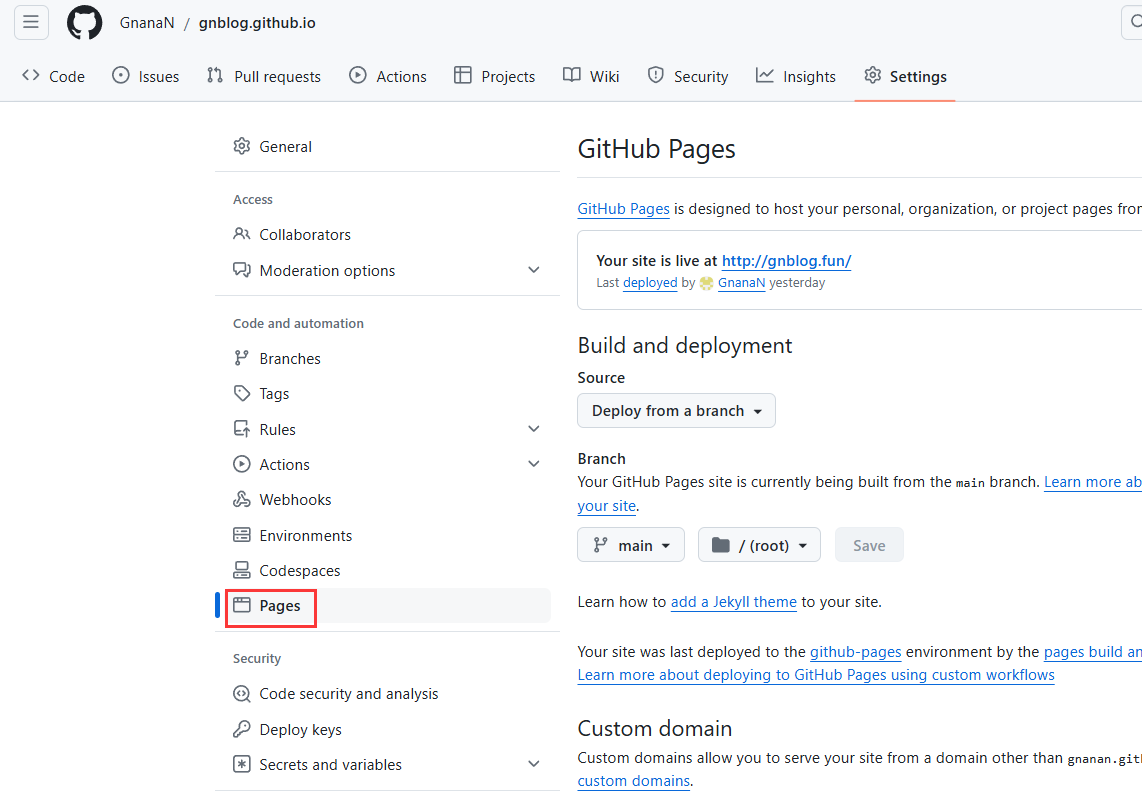 GnanaN / gnblog.github.io
Code Issues Pull requests Actions Projects Wiki Security Insights Settings
General
Access
Collaborators
Moderation options
Code and automation
Branches
Tags
Rules
Actions
Webhooks
Environments
Codespaces
Pages
Security
Code security and analysis
Deploy keys
Secrets and variables
GitHub Pages
GitHub Pages is designed to host your personal, organization, or project pages from
Your site is live at http://gnblog.fun/
Last deployed by GnanaN yesterday
Build and deployment
Source
Deploy from a branch
Branch
Your GitHub Pages site is currently being built from the main branch. Learn more ab
your site.
main / (root) Save
Learn how to add a Jekyll theme to your site.
Your site was last deployed to the github-pages environment by the pages build an
Learn more about deploying to GitHub Pages using custom workflows
Custom domain
Custom domains allow you to serve your site from a domain other than gnanan.git
custom domains.